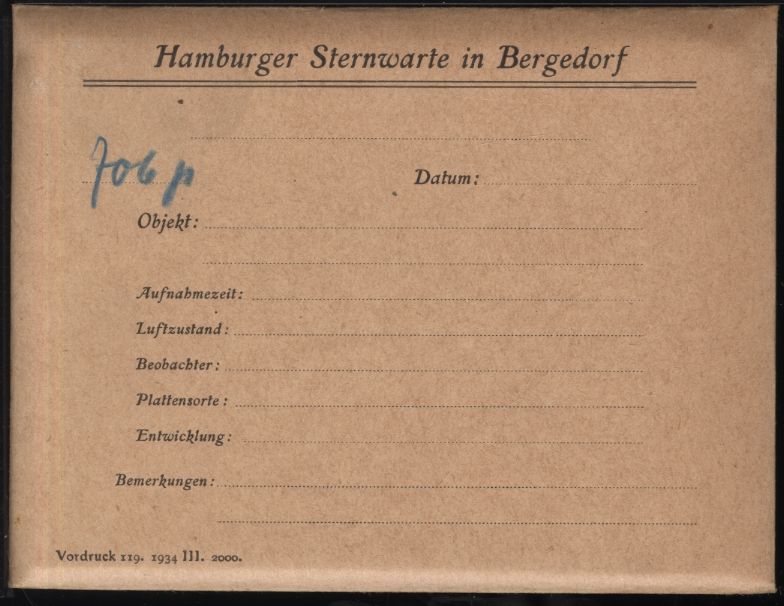 Hamburger Sternwarte in Bergedorf
706 p
Datum:
Objekt:
Aufnahmezeit:
Luftzustand:
Beobachter:
Plattensorte:
Entwicklung:
Bemerkungen:
Vordruck 119. 1934 III. 2000.